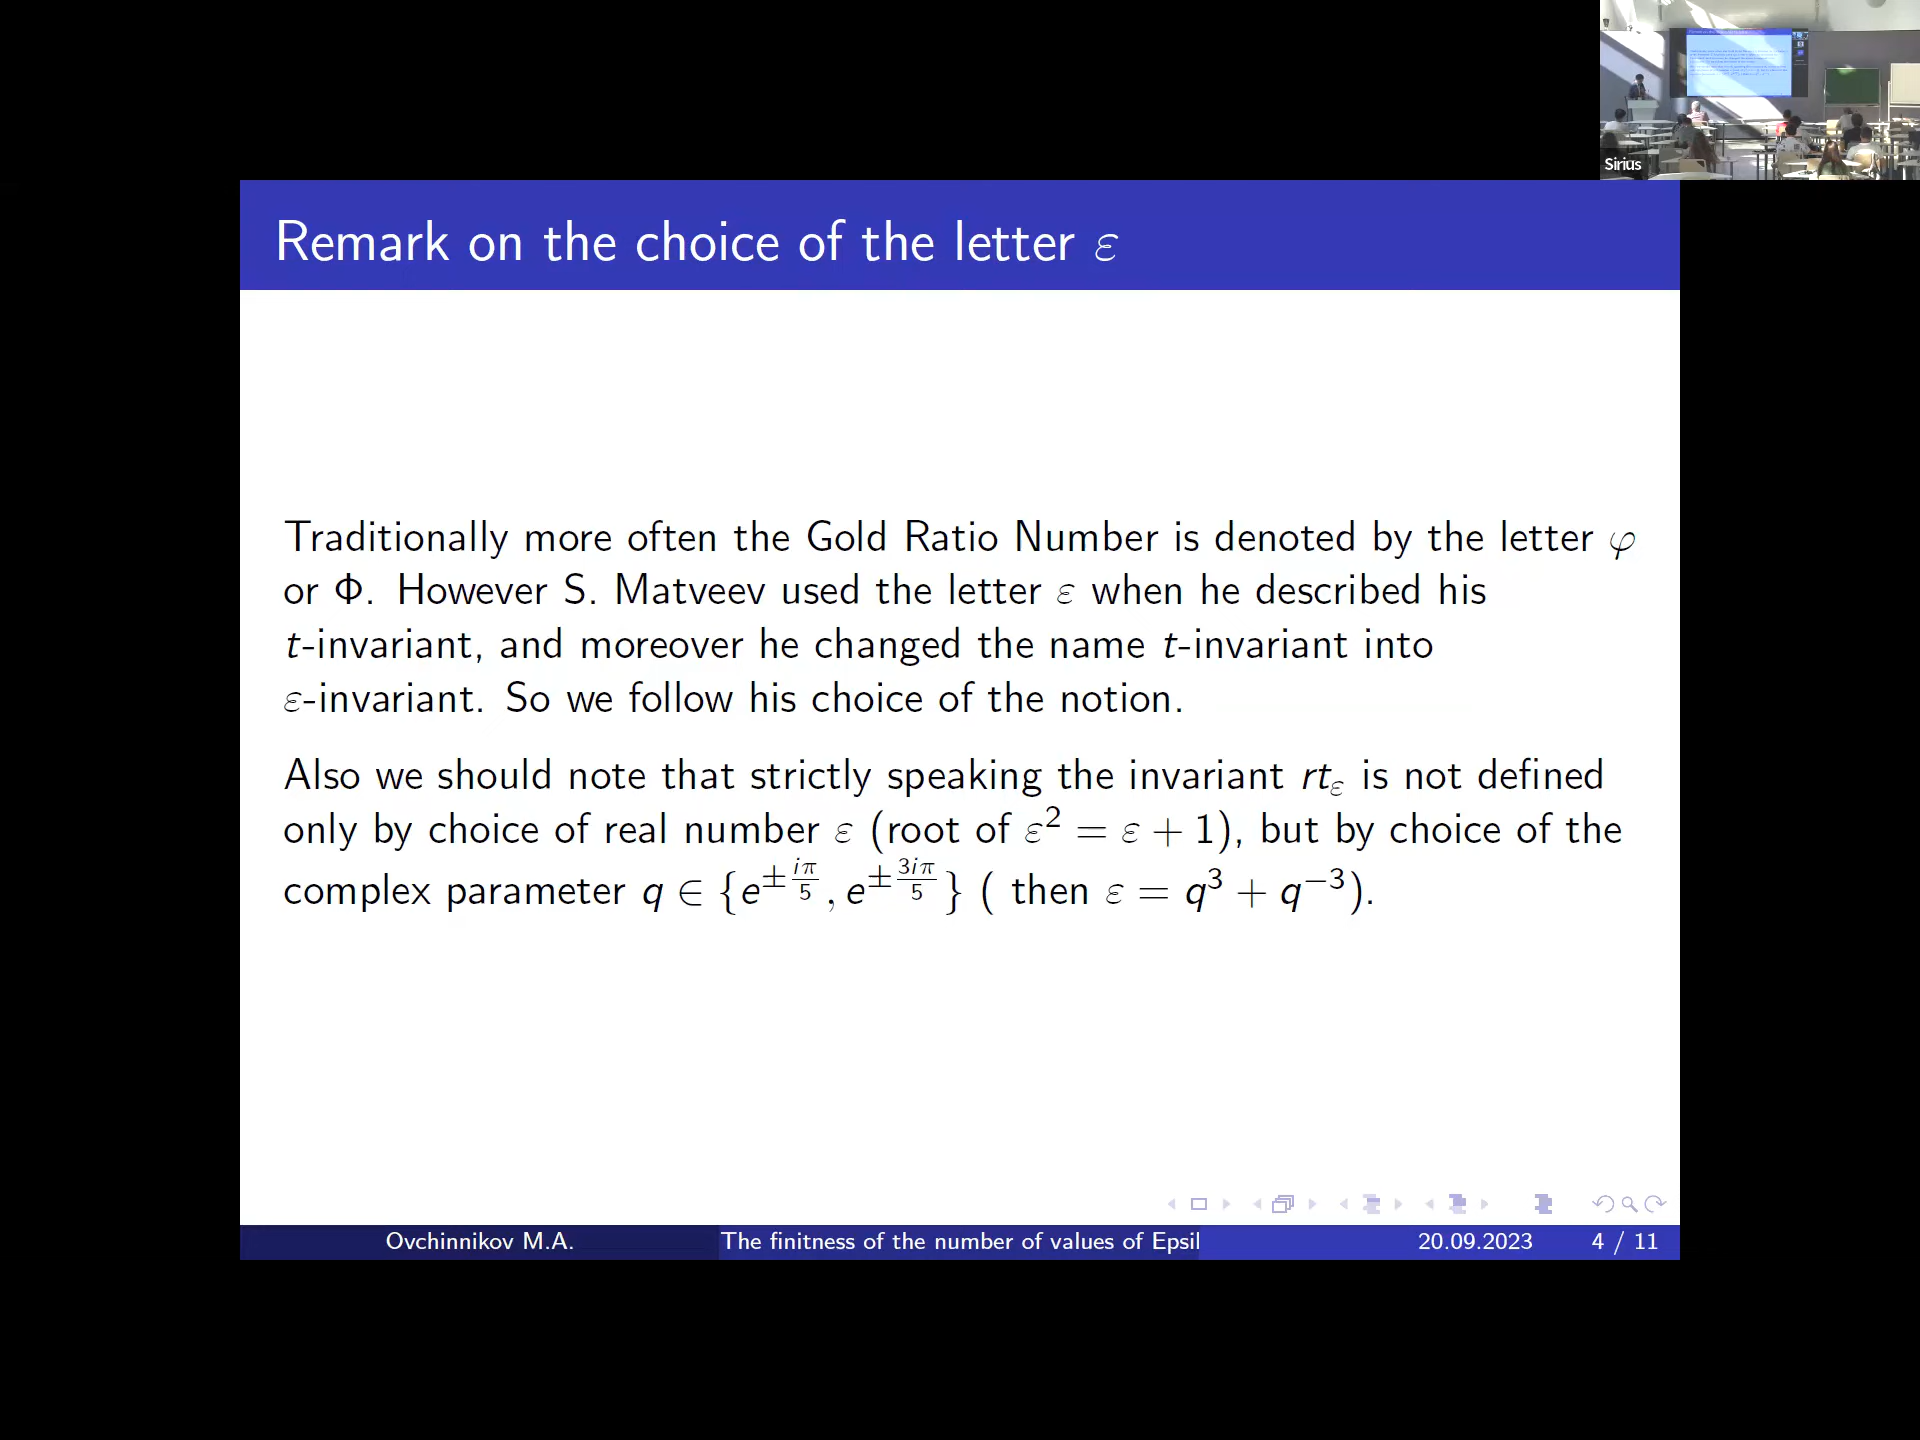 Sirius
Remark on the choice of the letter ε
Traditionally more often the Gold Ratio Number is denoted by the letter φ
or Φ. However S. Matveev used the letter ε when he described his
t-invariant, and moreover he changed the name t-invariant into
ε-invariant. So we follow his choice of the notion.
Also we should note that strictly speaking the invariant rt_ε is not defined
only by choice of real number ε (root of ε² = ε + 1), but by choice of the
complex parameter q ∈ {e^{±iπ/5}, e^{±3iπ/5}} ( then ε = q³ + q⁻³).
Ovchinnikov M.A. The finitness of the number of values of Epsil 20.09.2023 4 / 11